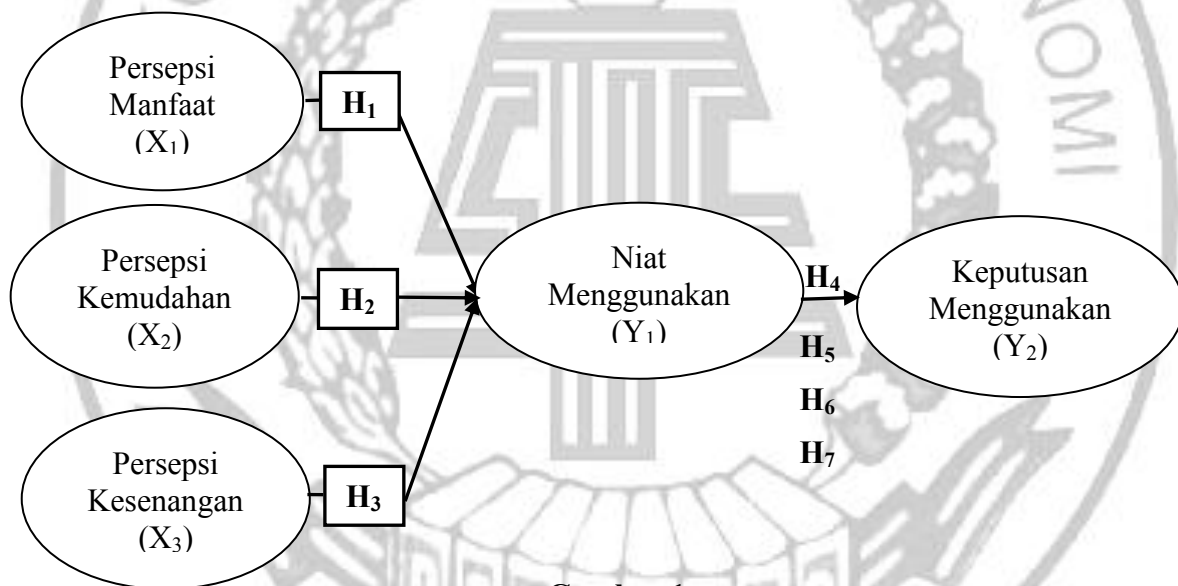 Persepsi
Manfaat
(X₁)
H₁
Persepsi
Kemudahan
(X₂)
H₂
Persepsi
Kesenangan
(X₃)
H₃
Niat
Menggunakan
(Y₁)
H₄
H₅
H₆
H₇
Keputusan
Menggunakan
(Y₂)
NOMI